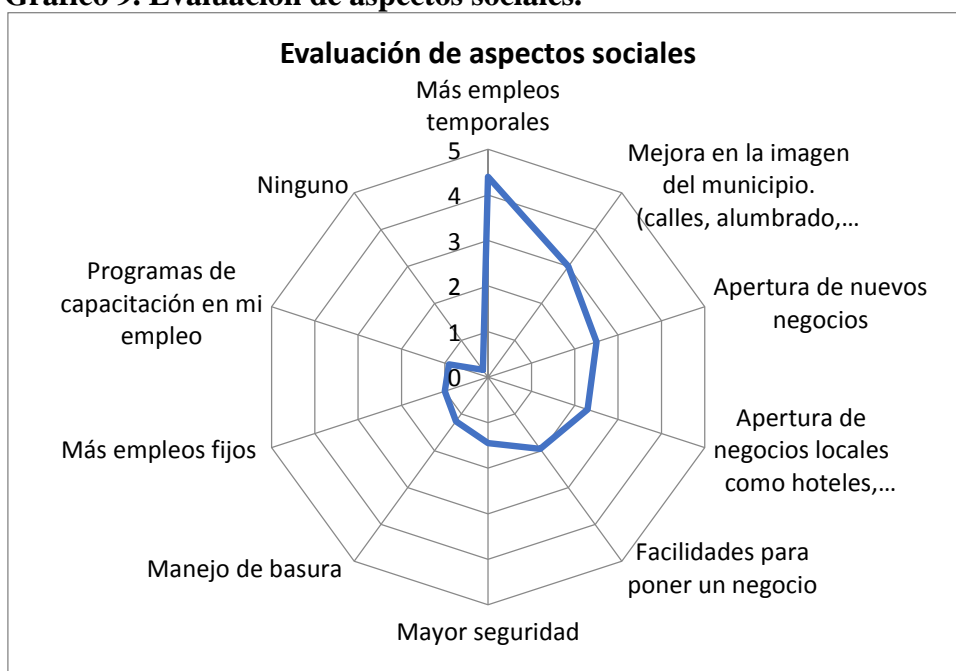 Gráfico 9. Evaluación de aspectos sociales.
Evaluación de aspectos sociales
Más empleos
temporales
Mejora en la imagen
del municipio.
(calles, alumbrado,…
Apertura de nuevos
negocios
Apertura de
negocios locales
como hoteles,…
Facilidades para
poner un negocio
Mayor seguridad
Manejo de basura
Más empleos fijos
Programas de
capacitación en mi
empleo
Ninguno
5
4
3
2
1
0